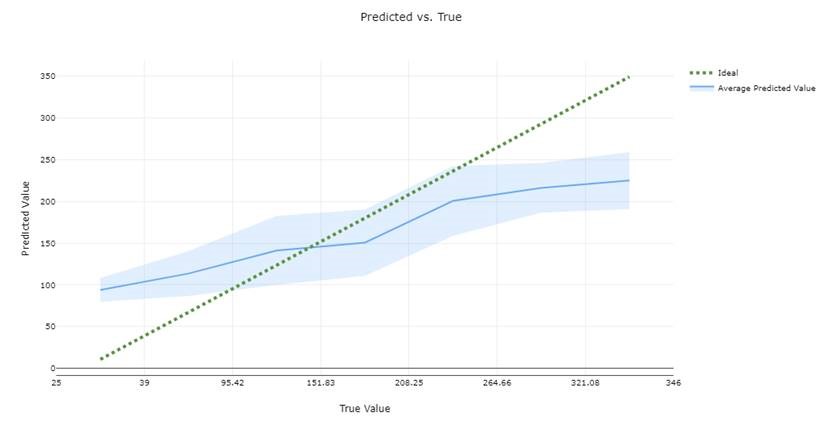 Predicted vs. True
Ideal
Average Predicted Value
Predicted Value
350
300
250
200
150
100
50
0
25 39 95.42 151.83 208.25 264.66 321.08 346
True Value